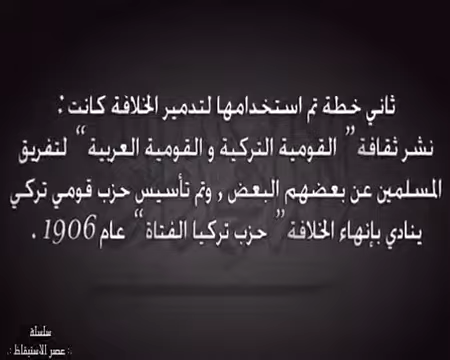 ثاني خطة تم استخدامها لتدمير الخلافة كانت :
نشر ثقافة " القومية التركية و القومية العربية " لتفريق
المسلمين عن بعضهم البعض , وتم تأسيس حزب قومي تركي
ينادي بإنهاء الخلافة " حزب تركيا الفتاة " عام 1906 .
سلسلة
.: عصر الاستيقاظ :.